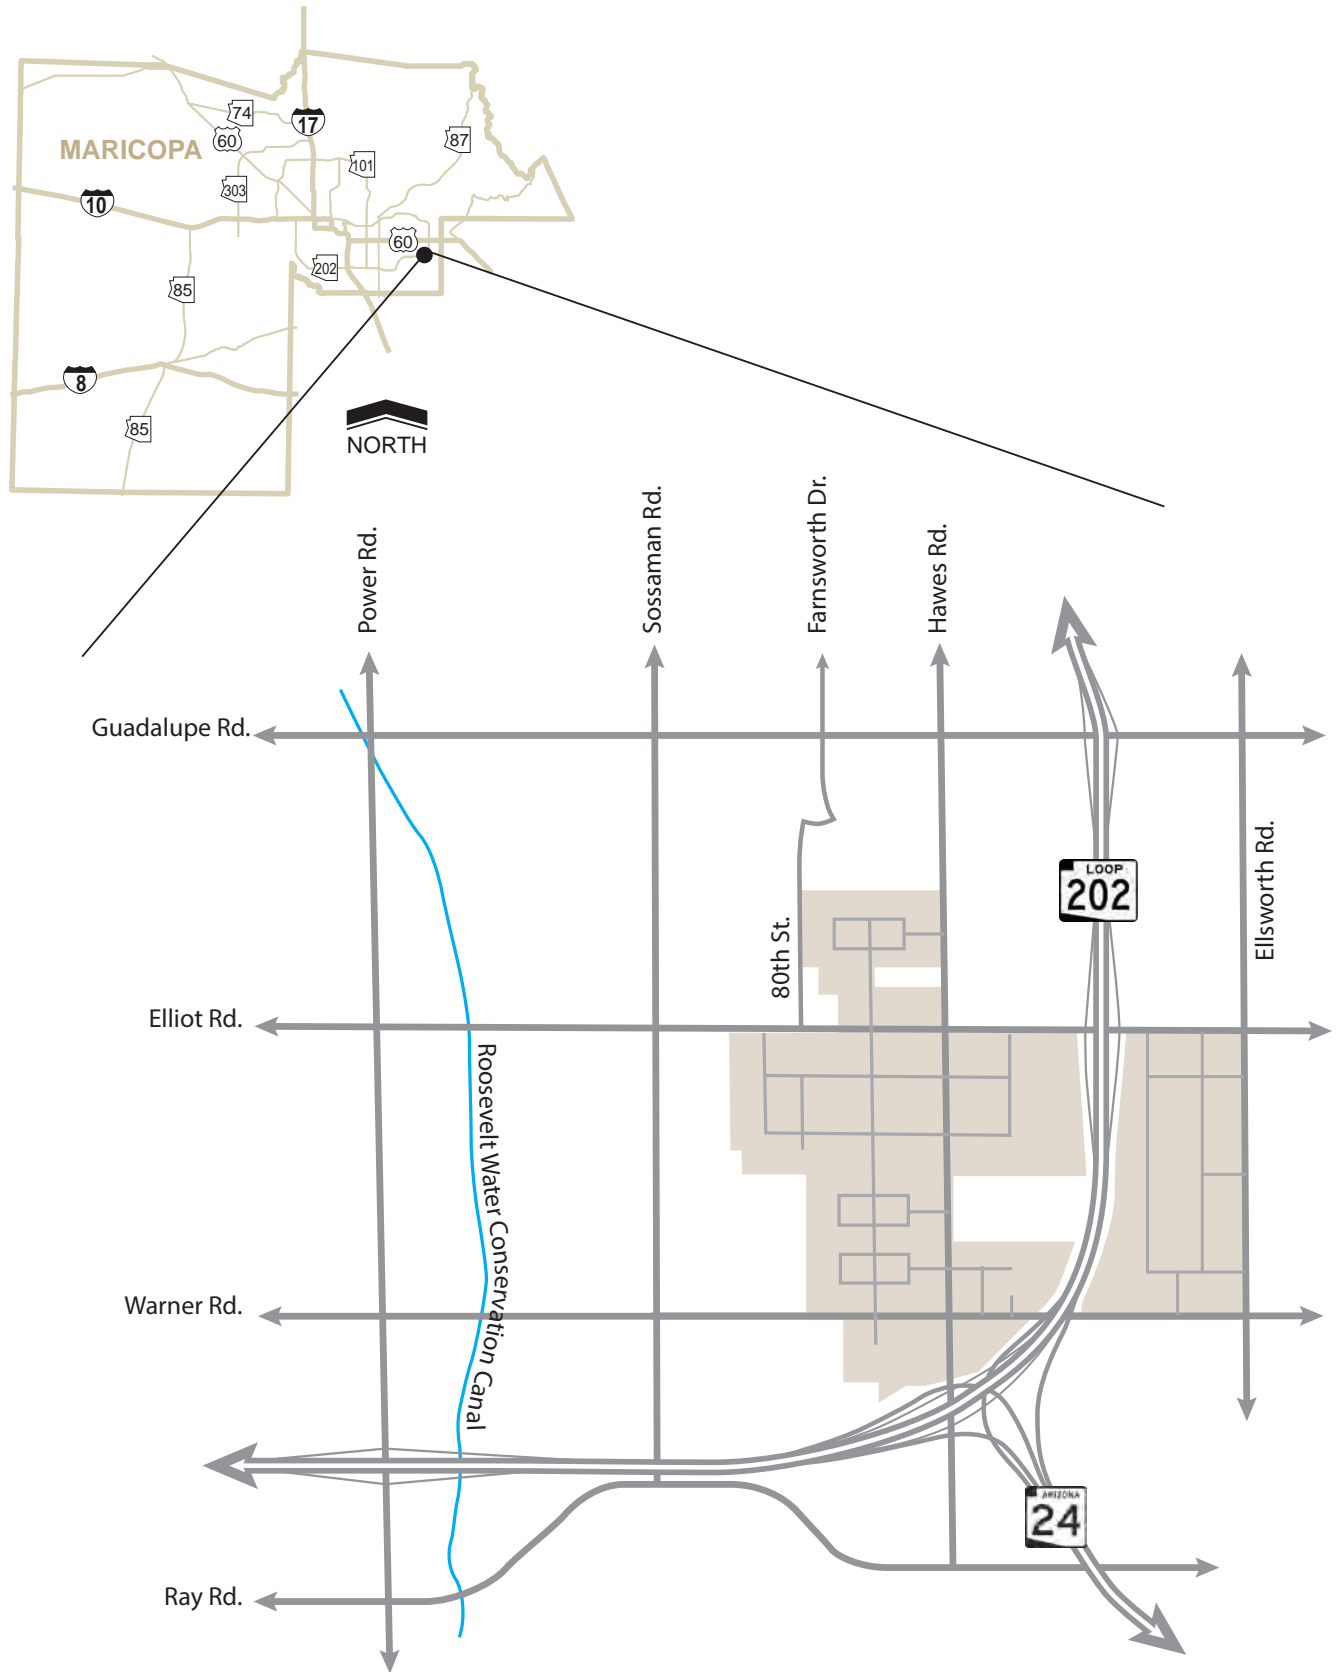 74
17
60
87
MARICOPA
101
303
10
60
202
85
8
85
NORTH
Power Rd.
Sossaman Rd.
Farnsworth Dr.
Hawes Rd.
Guadalupe Rd.
LOOP
202
Ellsworth Rd.
80th St.
Elliot Rd.
Roosevelt Water Conservation Canal
Warner Rd.
ARIZONA
24
Ray Rd.